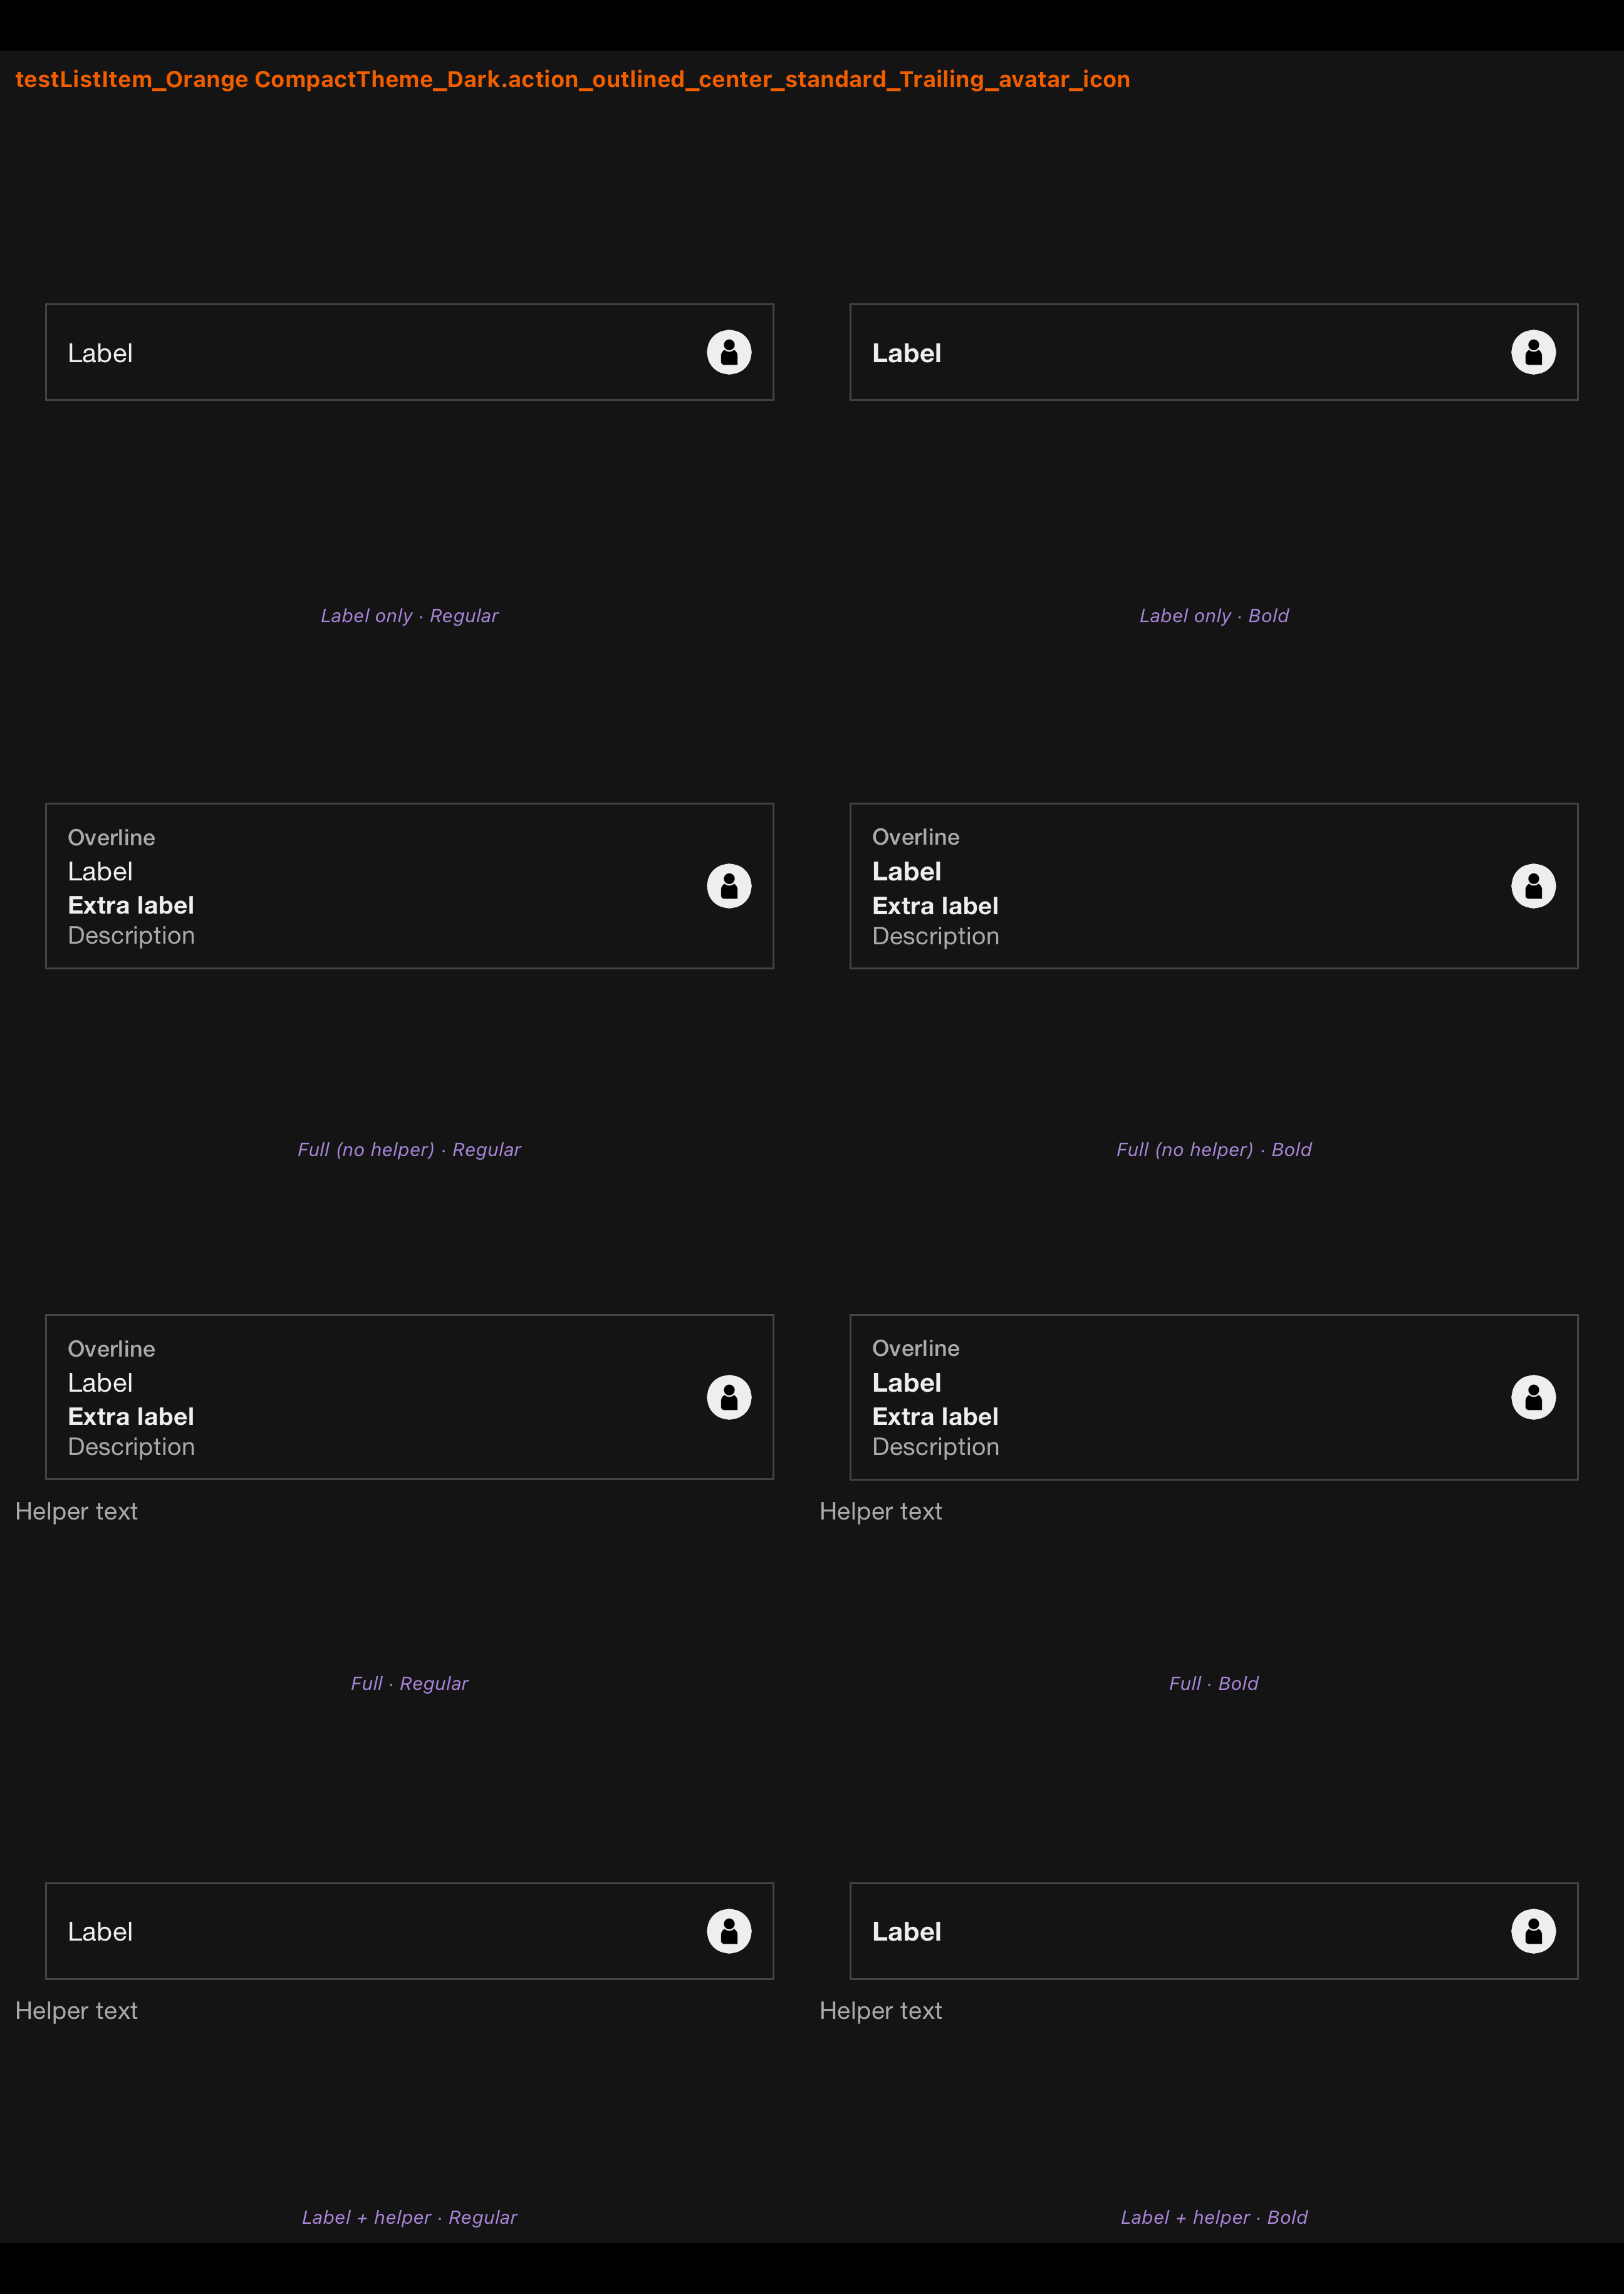 testListItem_Orange CompactTheme_Dark.action_outlined_center_standard_Trailing_avatar_icon
Label
Label
Label only · Regular
Label only · Bold
Overline
Label
Extra label
Description
Overline
Label
Extra label
Description
Full (no helper) · Regular
Full (no helper) · Bold
Overline
Label
Extra label
Description
Helper text
Overline
Label
Extra label
Description
Helper text
Full · Regular
Full · Bold
Label
Helper text
Label
Helper text
Label + helper · Regular
Label + helper · Bold